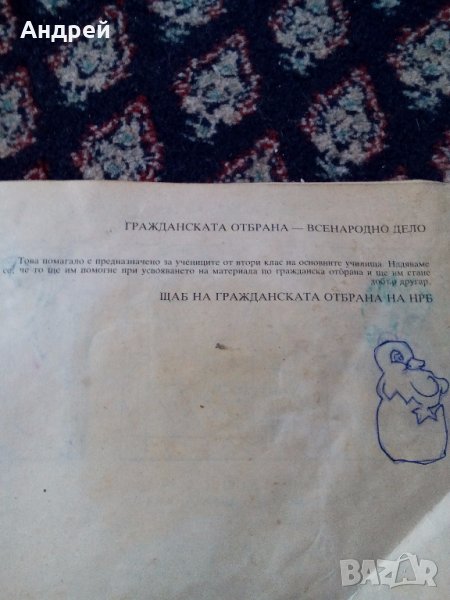 Андрей
ГРАЖДАНСКАТА ОТБРАНА — ВСЕНАРОДНО ДЕЛО
Това помагало е предназначено за учениците от втори клас на основните училища. Надяваме
се, че то ще им помогне при усвояването на материала по гражданска отбрана и ще им стане
добър другар.
ЩАБ НА ГРАЖДАНСКАТА ОТБРАНА НА НРБ
BAZAR